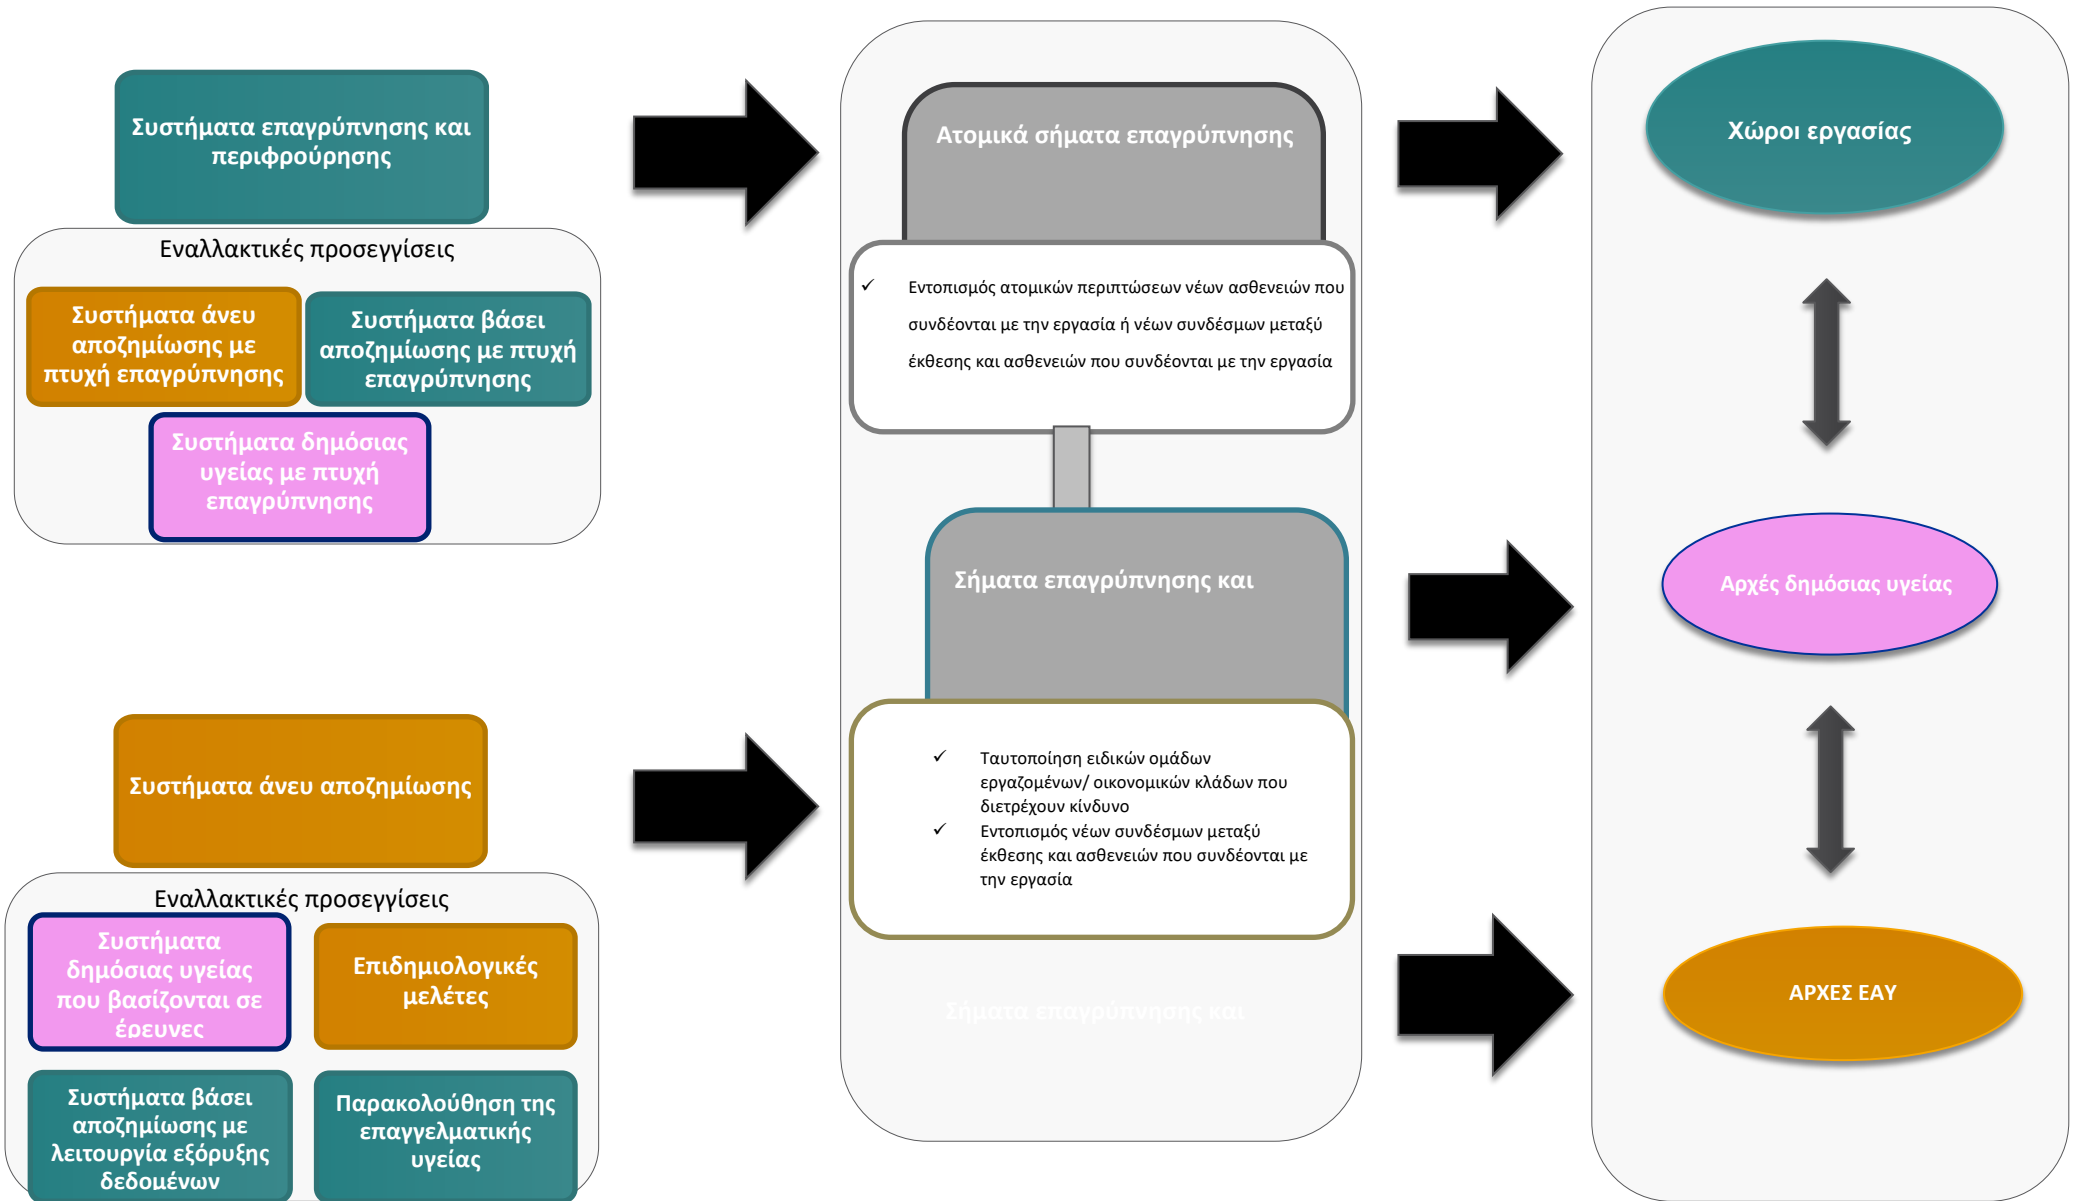 Συστήματα επαγρύπνησης και
περιφρούρησης
Εναλλακτικές προσεγγίσεις
Συστήματα άνευ
αποζημίωσης με
πτυχή επαγρύπνησης
Συστήματα βάσει
αποζημίωσης με πτυχή
επαγρύπνησης
Συστήματα δημόσιας
υγείας με πτυχή
επαγρύπνησης
Συστήματα άνευ αποζημίωσης
Εναλλακτικές προσεγγίσεις
Συστήματα
δημόσιας υγείας
που βασίζονται σε
έρευνες
Επιδημιολογικές
μελέτες
Συστήματα βάσει
αποζημίωσης με
λειτουργία εξόρυξης
δεδομένων
Παρακολούθηση της
επαγγελματικής
υγείας
Ατομικά σήματα επαγρύπνησης
✓ Εντοπισμός ατομικών περιπτώσεων νέων ασθενειών που
συνδέονται με την εργασία ή νέων συνδέσμων μεταξύ
έκθεσης και ασθενειών που συνδέονται με την εργασία
Σήματα επαγρύπνησης και
✓ Ταυτοποίηση ειδικών ομάδων
εργαζομένων/ οικονομικών κλάδων που
διετρέχουν κίνδυνο
✓ Εντοπισμός νέων συνδέσμων μεταξύ
έκθεσης και ασθενειών που συνδέονται με
την εργασία
Σήματα επαγρύπνησης και
Χώροι εργασίας
Αρχές δημόσιας υγείας
ΑΡΧΕΣ ΕΑΥ